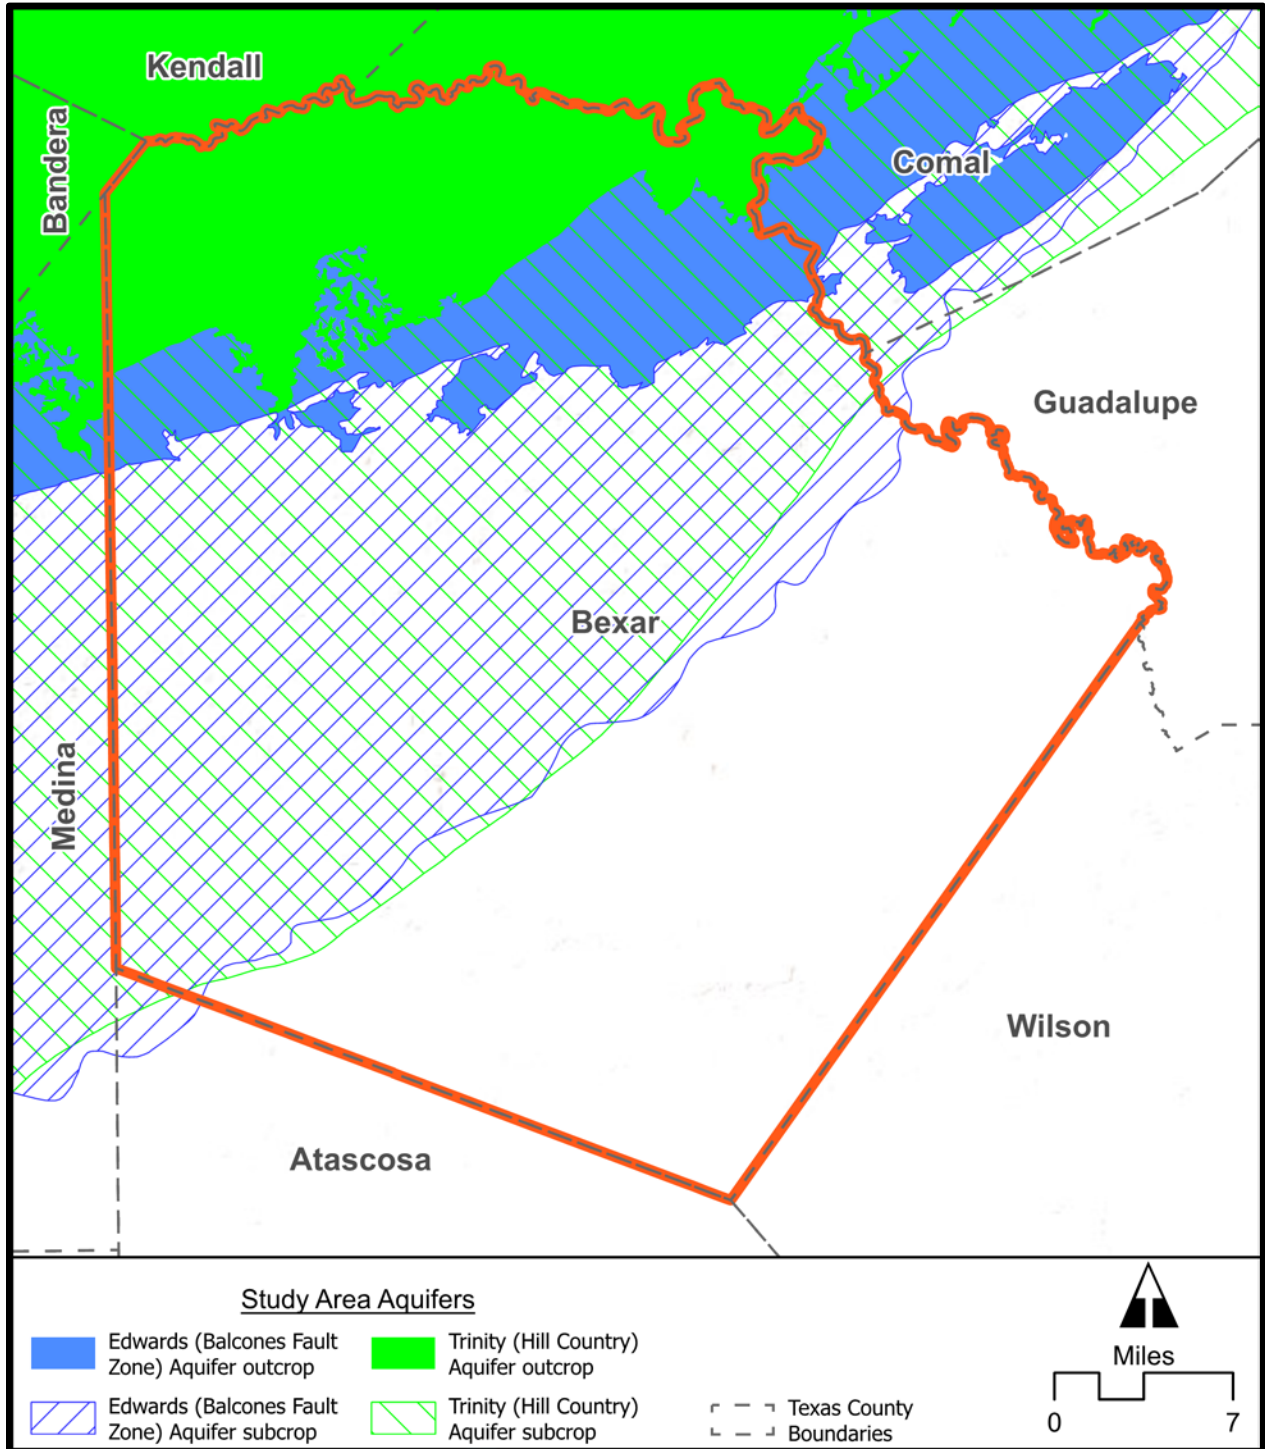 Kendall
Bandera
Comal
Guadalupe
Bexar
Medina
Wilson
Atascosa
Study Area Aquifers
Edwards (Balcones Fault
Zone) Aquifer outcrop
Trinity (Hill Country)
Aquifer outcrop
Edwards (Balcones Fault
Zone) Aquifer subcrop
Trinity (Hill Country)
Aquifer subcrop
Texas County
Boundaries
Miles
0 7